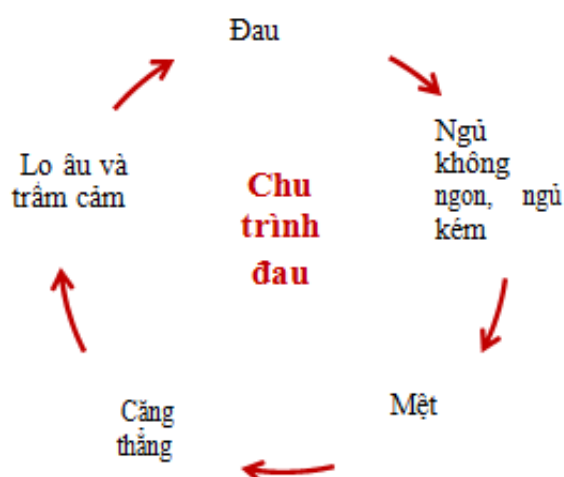 Đau
Ngủ
không
ngon, ngủ
kém
Mệt
Căng
thẳng
Lo âu và
trầm cảm
Chu
trình
đau